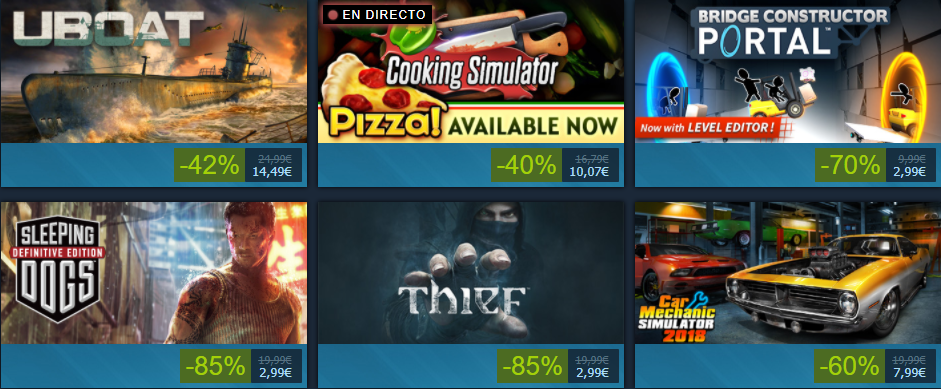 UBOAT
-42%
24,99€
14,49€
EN DIRECTO
Cooking Simulator
Pizza! AVAILABLE NOW
-40%
16,79€
10,07€
BRIDGE CONSTRUCTOR
PORTAL™
Now with LEVEL EDITOR!
-70%
9,99€
2,99€
SLEEPING
DEFINITIVE EDITION
DOGS
-85%
19,99€
2,99€
THIEF
-85%
19,99€
2,99€
Car
Mechanic
SIMULATOR
2018
-60%
19,99€
7,99€